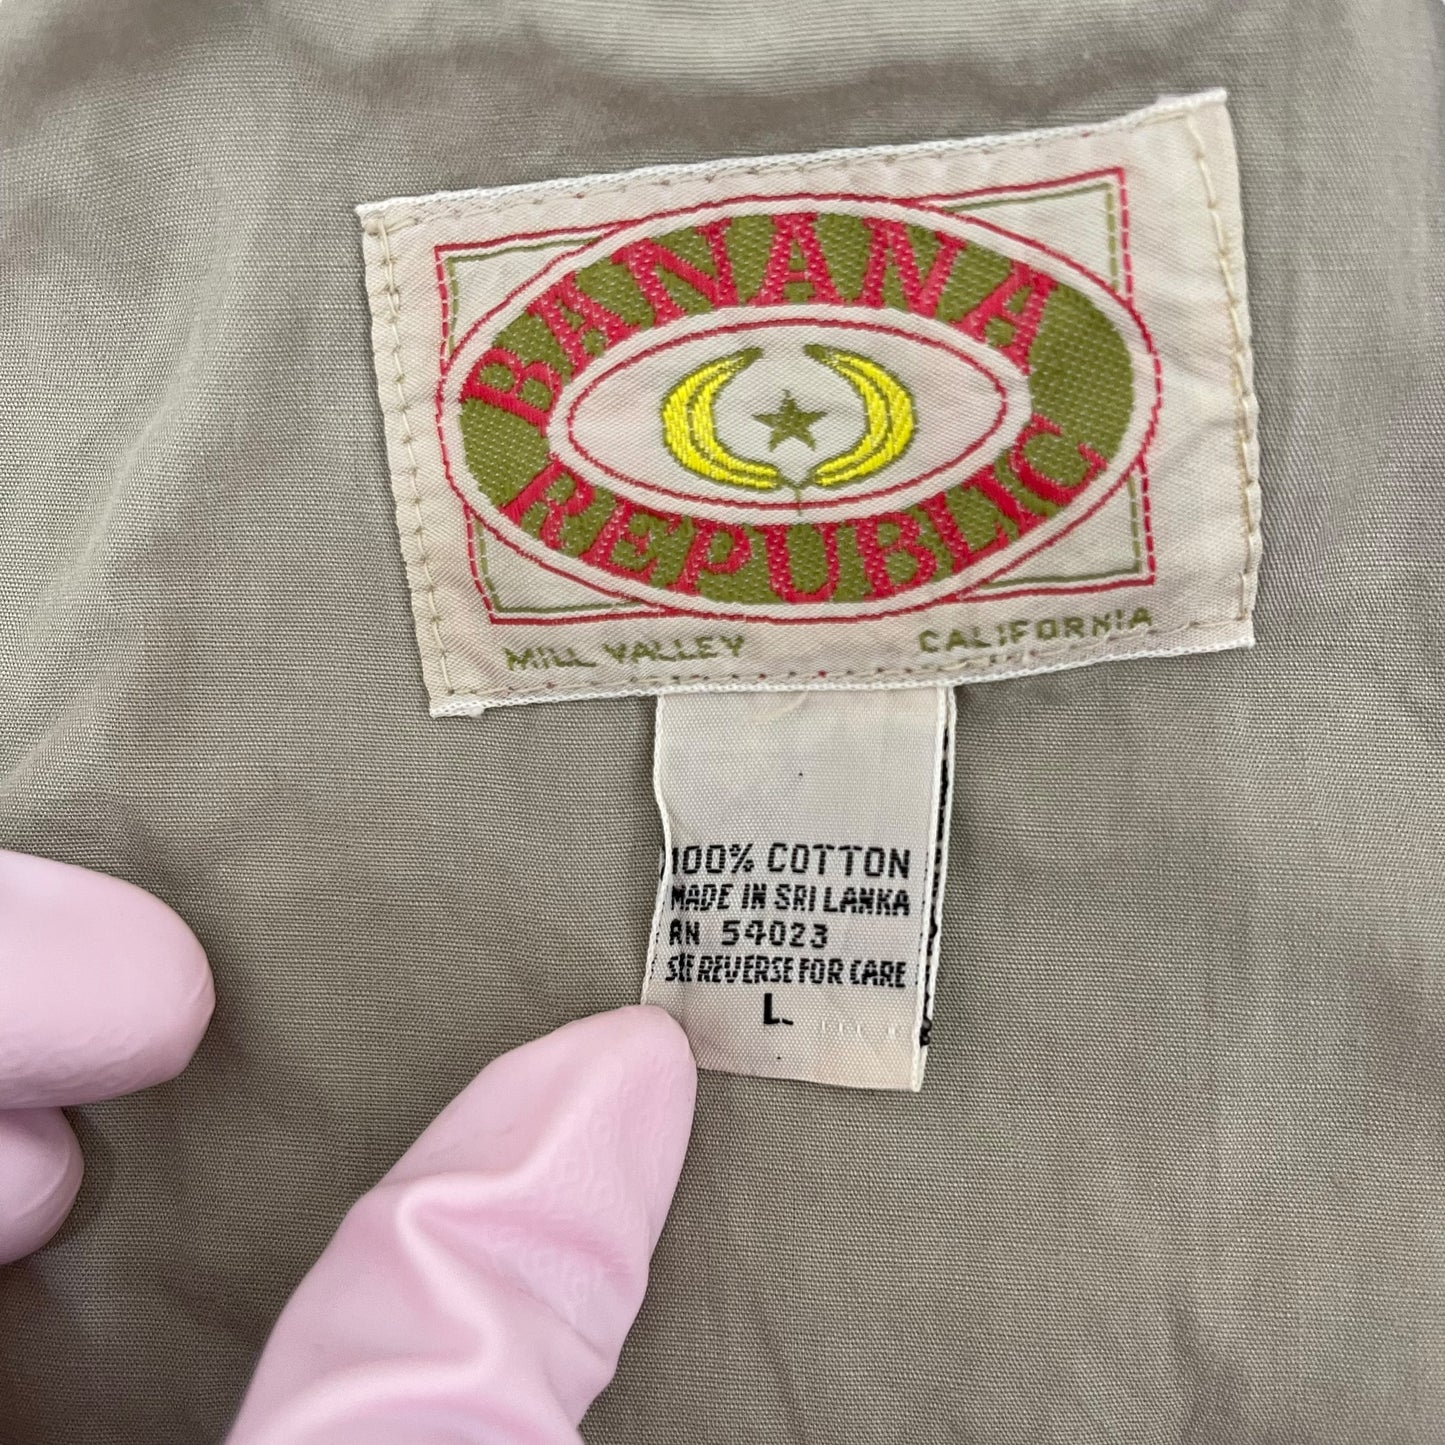 BANANA
REPUBLIC
MILL VALLEY CALIFORNIA
100% COTTON
MADE IN SRI LANKA
RN 54023
SEE REVERSE FOR CARE
L